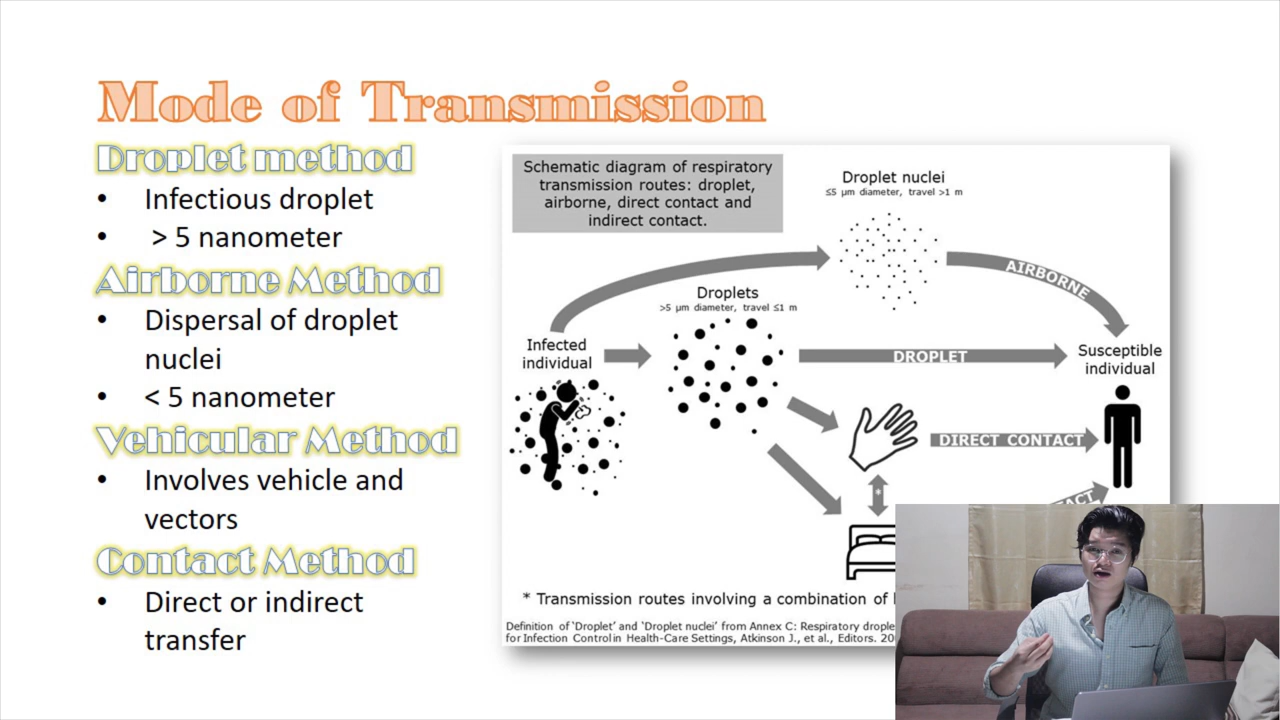 Mode of Transmission
Droplet method
• Infectious droplet
• > 5 nanometer
Airborne Method
• Dispersal of droplet
nuclei
• < 5 nanometer
Vehicular Method
• Involves vehicle and
vectors
Contact Method
• Direct or indirect
transfer
Schematic diagram of respiratory
transmission routes: droplet,
airborne, direct contact and
indirect contact.
Droplet nuclei
≤5 µm diameter, travel >1 m
AIRBORNE
Droplets
>5 µm diameter, travel ≤1 m
Infected
individual
DROPLET
Susceptible
individual
DIRECT CONTACT
*
* Transmission routes involving a combination of
Definition of 'Droplet' and 'Droplet nuclei' from Annex C: Respiratory
for Infection Control in Health-Care Settings, Atkinson J., et al., Editors.